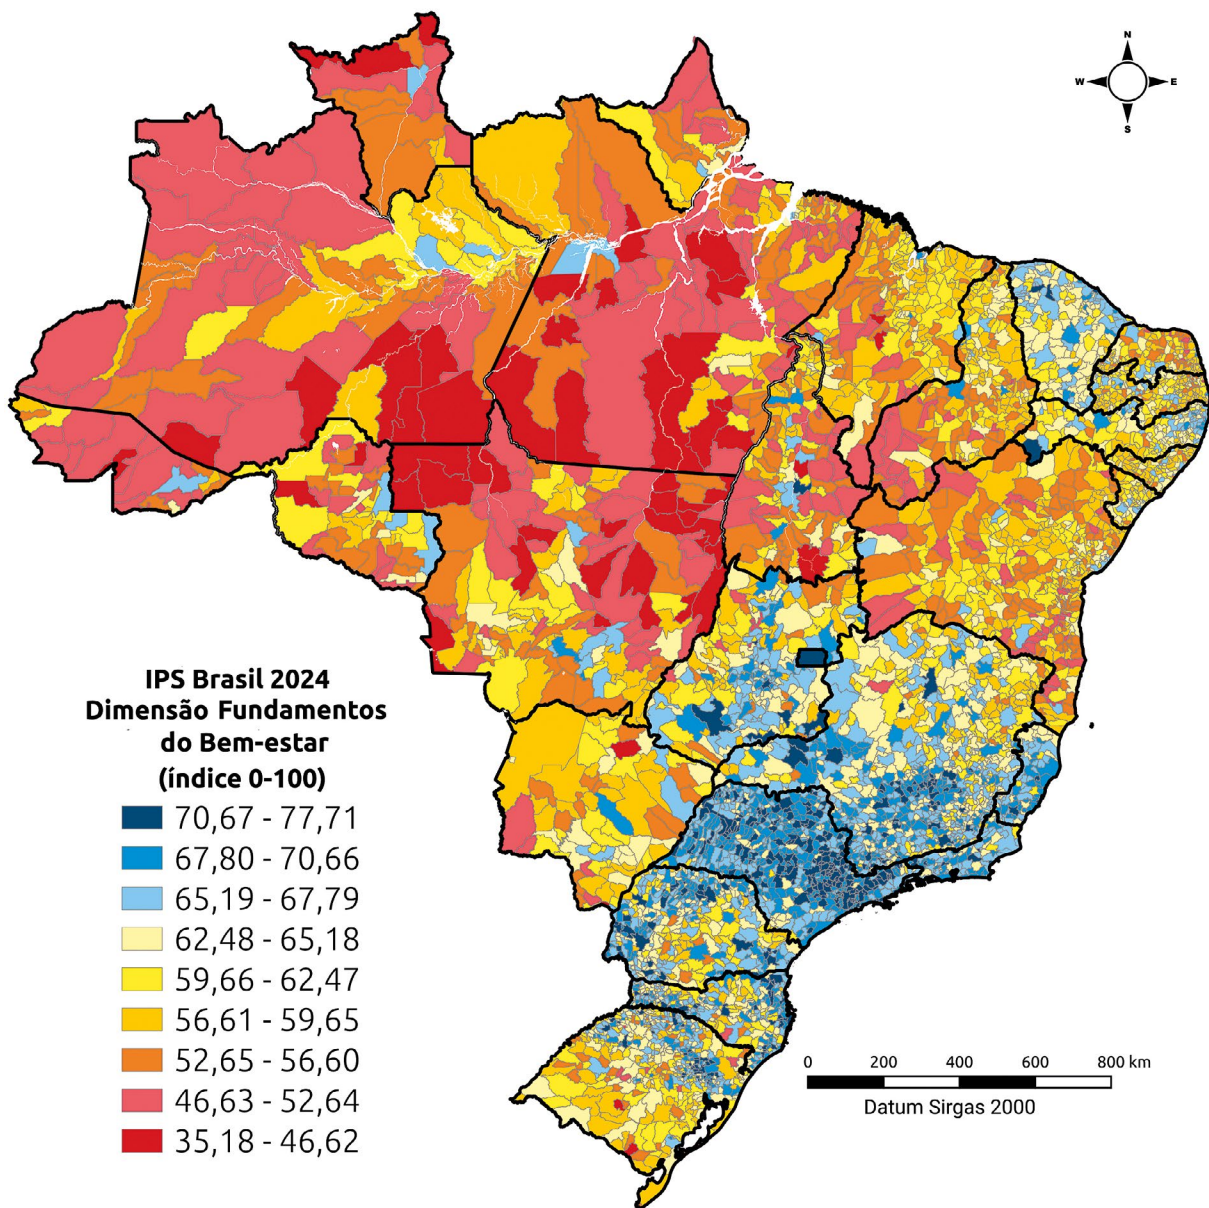 N
W
E
S
IPS Brasil 2024
Dimensão Fundamentos
do Bem-estar
(índice 0-100)
70,67 - 77,71
67,80 - 70,66
65,19 - 67,79
62,48 - 65,18
59,66 - 62,47
56,61 - 59,65
52,65 - 56,60
46,63 - 52,64
35,18 - 46,62
0 200 400 600 800 km
Datum Sirgas 2000